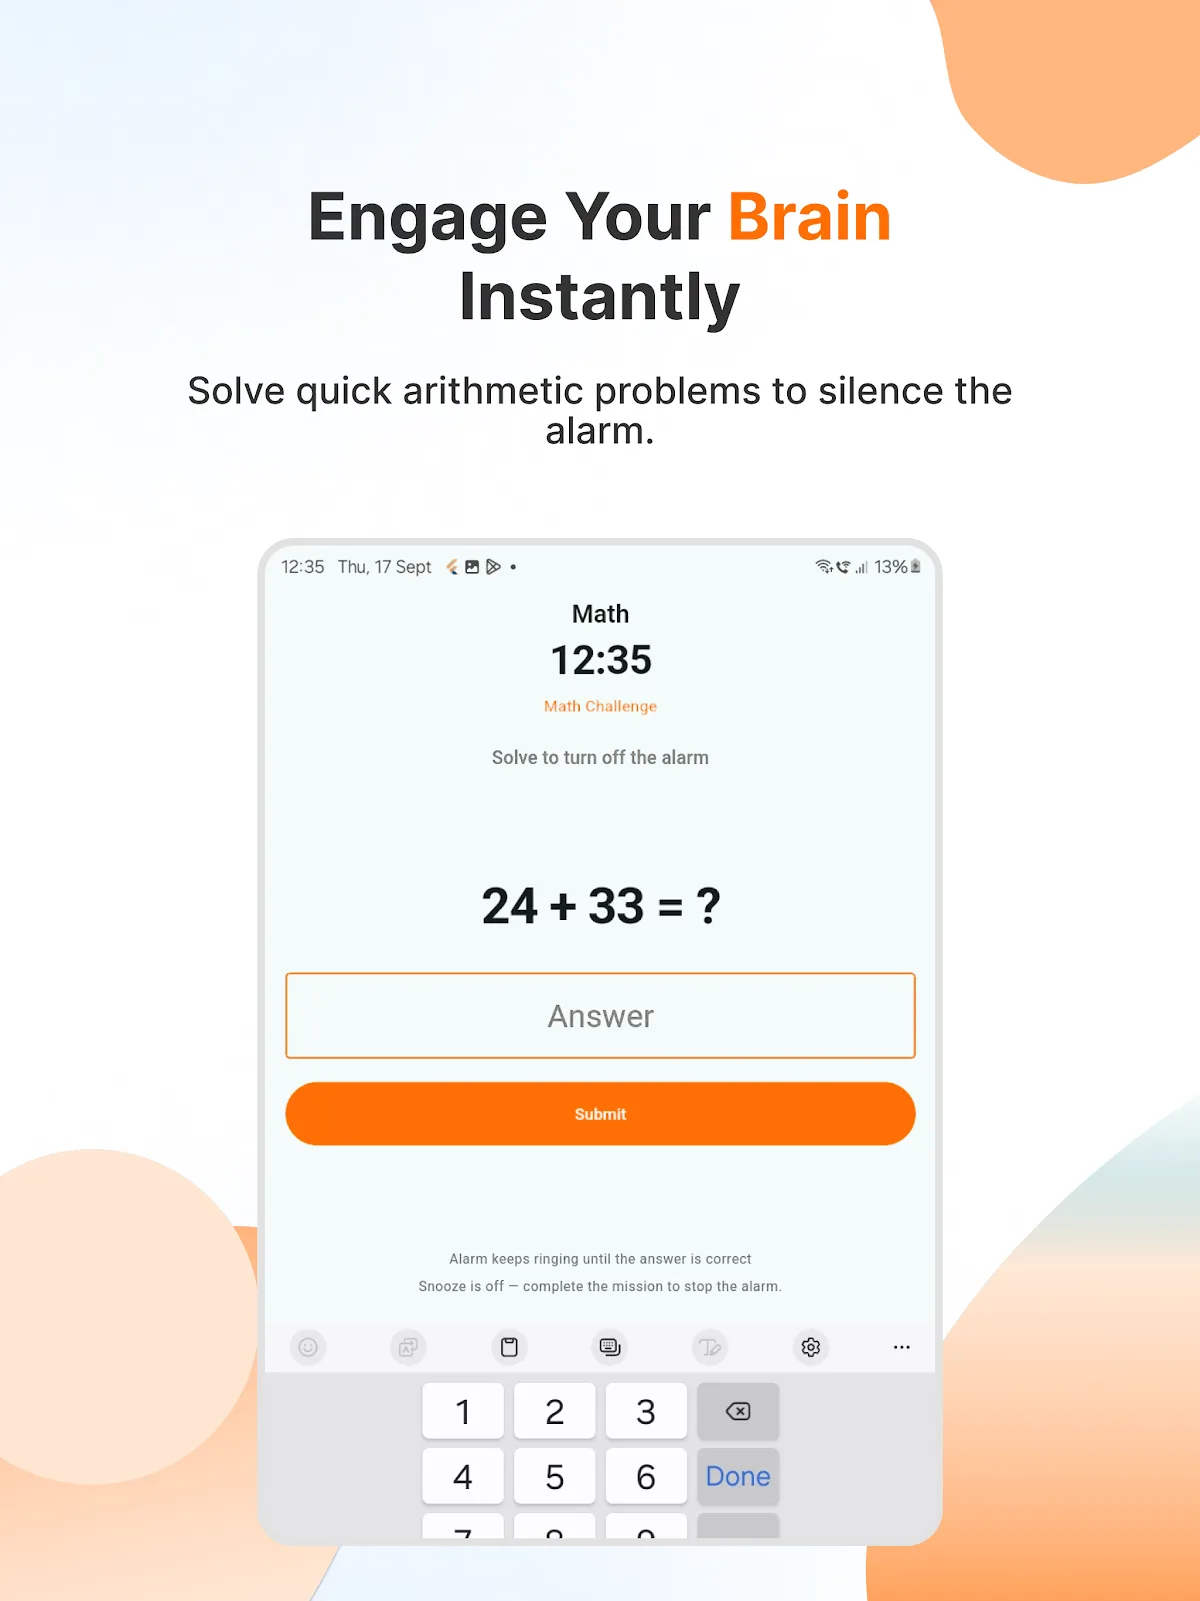 Engage Your Brain
Instantly
Solve quick arithmetic problems to silence the
alarm.
12:35 Thu, 17 Sept 13%
Math
12:35
Math Challenge
Solve to turn off the alarm
24 + 33 = ?
Answer
Submit
Alarm keeps ringing until the answer is correct
Snooze is off — complete the mission to stop the alarm.
1 2 3
4 5 6 Done
7 8 9